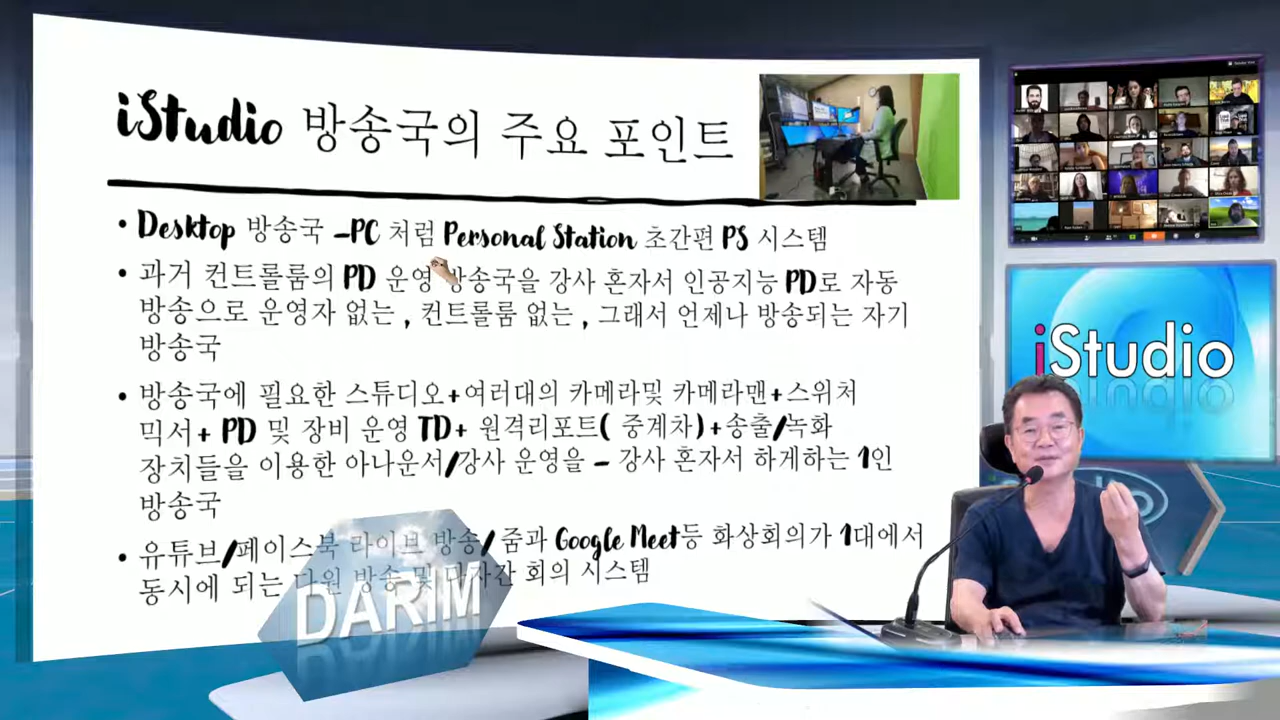 iStudio 방송국의 주요 포인트
• Desktop 방송국 -PC 처럼 Personal Station 초간편 PS 시스템
• 과거 컨트롤룸의 PD 운영 방송국을 강사 혼자서 인공지능 PD로 자동
방송으로 운영자 없는 , 컨트롤룸 없는 , 그래서 언제나 방송되는 자기
방송국
• 방송국에 필요한 스튜디오+여러대의 카메라및 카메라맨+스위처
믹서+ PD 및 장비 운영 TD+ 원격리포트( 중계차)+송출/녹화
장치들을 이용한 아나운서/강사 운영을 - 강사 혼자서 하게하는 1인
방송국
• 유튜브/페이스북 라이브 방송/ 줌과 Google Meet등 화상회의가 1대에서
동시에 되는 다원 방송 및 다자간 회의 시스템
iStudio
DARIM